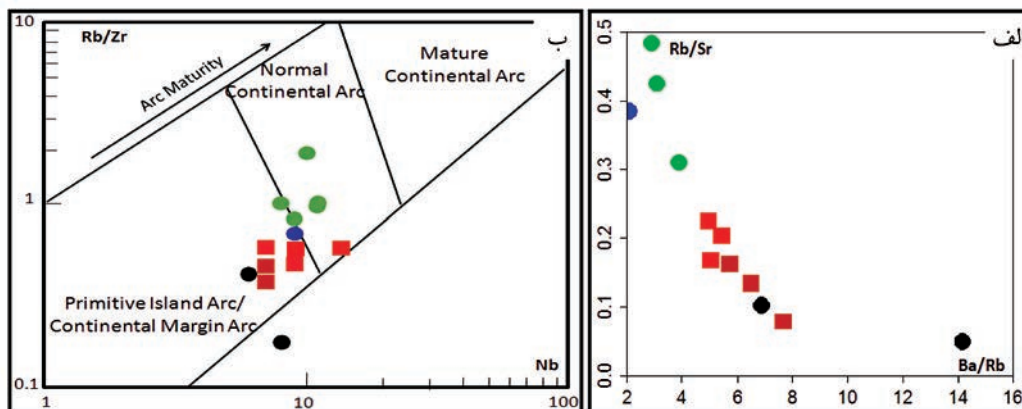 10
Rb/Zr
ب
Arc Maturity
Normal
Continental Arc
Mature
Continental Arc
1
Primitive Island Arc/
Continental Margin Arc
Nb
0.1
1
10
100
الف
0.5
Rb/Sr
0.4
0.3
0.2
0.1
0.0
Ba/Rb
2
4
6
8
10
12
14
16